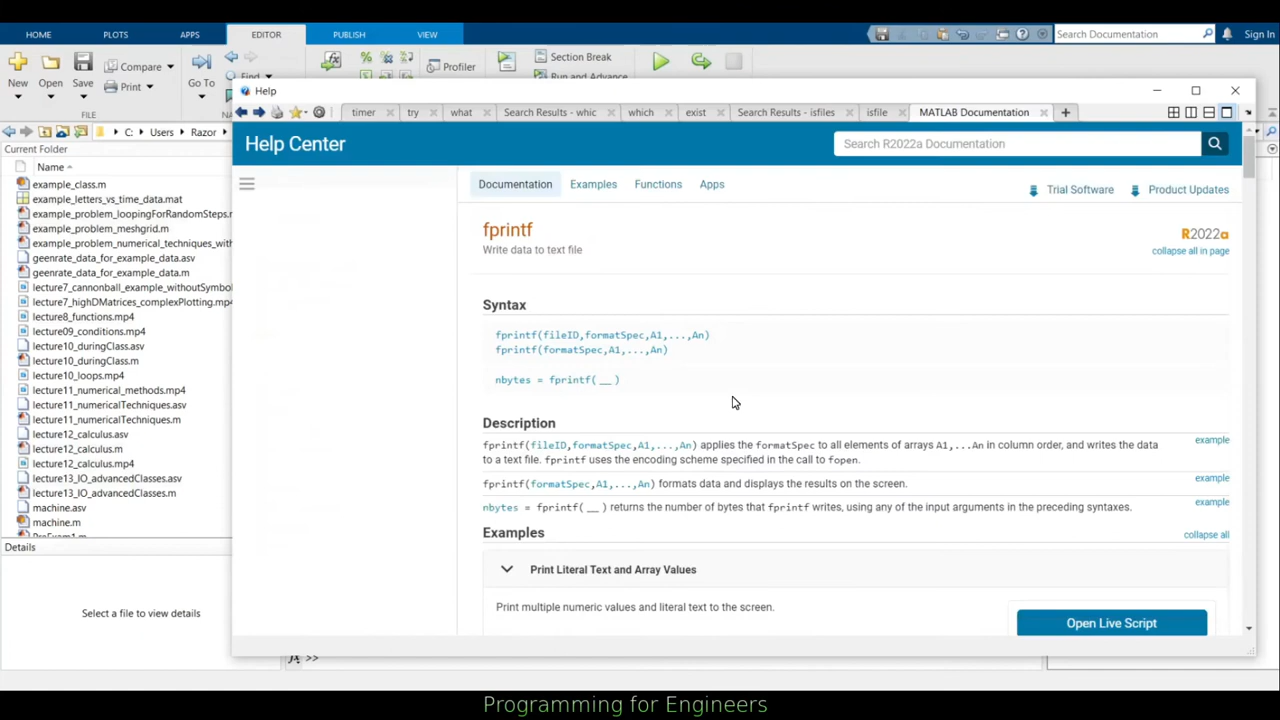 HOME
PLOTS
APPS
EDITOR
PUBLISH
VIEW
Search Documentation
Sign In
New
Open
Save
Compare
Print
Go To
Find
FILE
Profiler
Section Break
Run and Advance
C: Users Razor
Current Folder
Name
example_class.m
example_letters_vs_time_data.mat
example_problem_loopingForRandomSteps.m
example_problem_meshgrid.m
example_problem_numerical_techniques_with
geenrate_data_for_example_data.asv
geenrate_data_for_example_data.m
lecture7_cannonball_example_withoutSymbol
lecture7_highDMatrices_complexPlotting.mp4
lecture8_functions.mp4
lecture09_conditions.mp4
lecture10_duringClass.asv
lecture10_duringClass.m
lecture10_loops.mp4
lecture11_numerical_methods.mp4
lecture11_numericalTechniques.asv
lecture11_numericalTechniques.m
lecture12_calculus.asv
lecture12_calculus.m
lecture12_calculus.mp4
lecture13_IO_advancedClasses.asv
lecture13_IO_advancedClasses.m
machine.asv
machine.m
PreExam1.m
Details
Select a file to view details
Help
timer
try
what
Search Results - whic
which
exist
Search Results - isfiles
isfile
MATLAB Documentation
Help Center
Search R2022a Documentation
Documentation
Examples
Functions
Apps
Trial Software
Product Updates
fprintf
R2022a
Write data to text file
collapse all in page
Syntax
fprintf(fileID,formatSpec,A1,...,An)
fprintf(formatSpec,A1,...,An)
nbytes = fprintf( __ )
Description
fprintf(fileID,formatSpec,A1,...,An) applies the formatSpec to all elements of arrays A1,...An in column order, and writes the data
to a text file. fprintf uses the encoding scheme specified in the call to fopen.
example
fprintf(formatSpec,A1,...,An) formats data and displays the results on the screen.
example
nbytes = fprintf( __ ) returns the number of bytes that fprintf writes, using any of the input arguments in the preceding syntaxes.
example
Examples
collapse all
Print Literal Text and Array Values
Print multiple numeric values and literal text to the screen.
Open Live Script
fx >>
Programming for Engineers